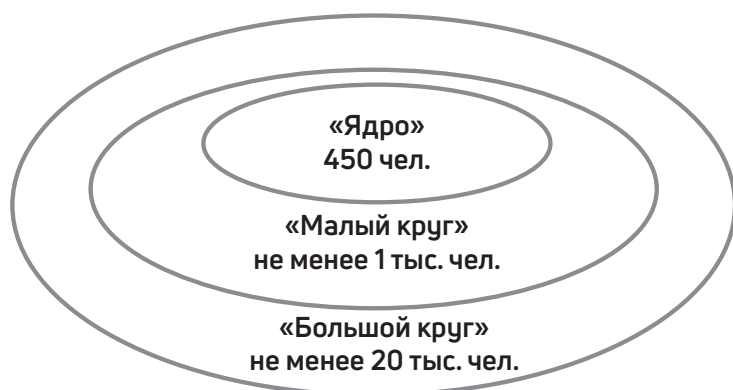 «Ядро»
450 чел.
«Малый круг»
не менее 1 тыс. чел.
«Большой круг»
не менее 20 тыс. чел.